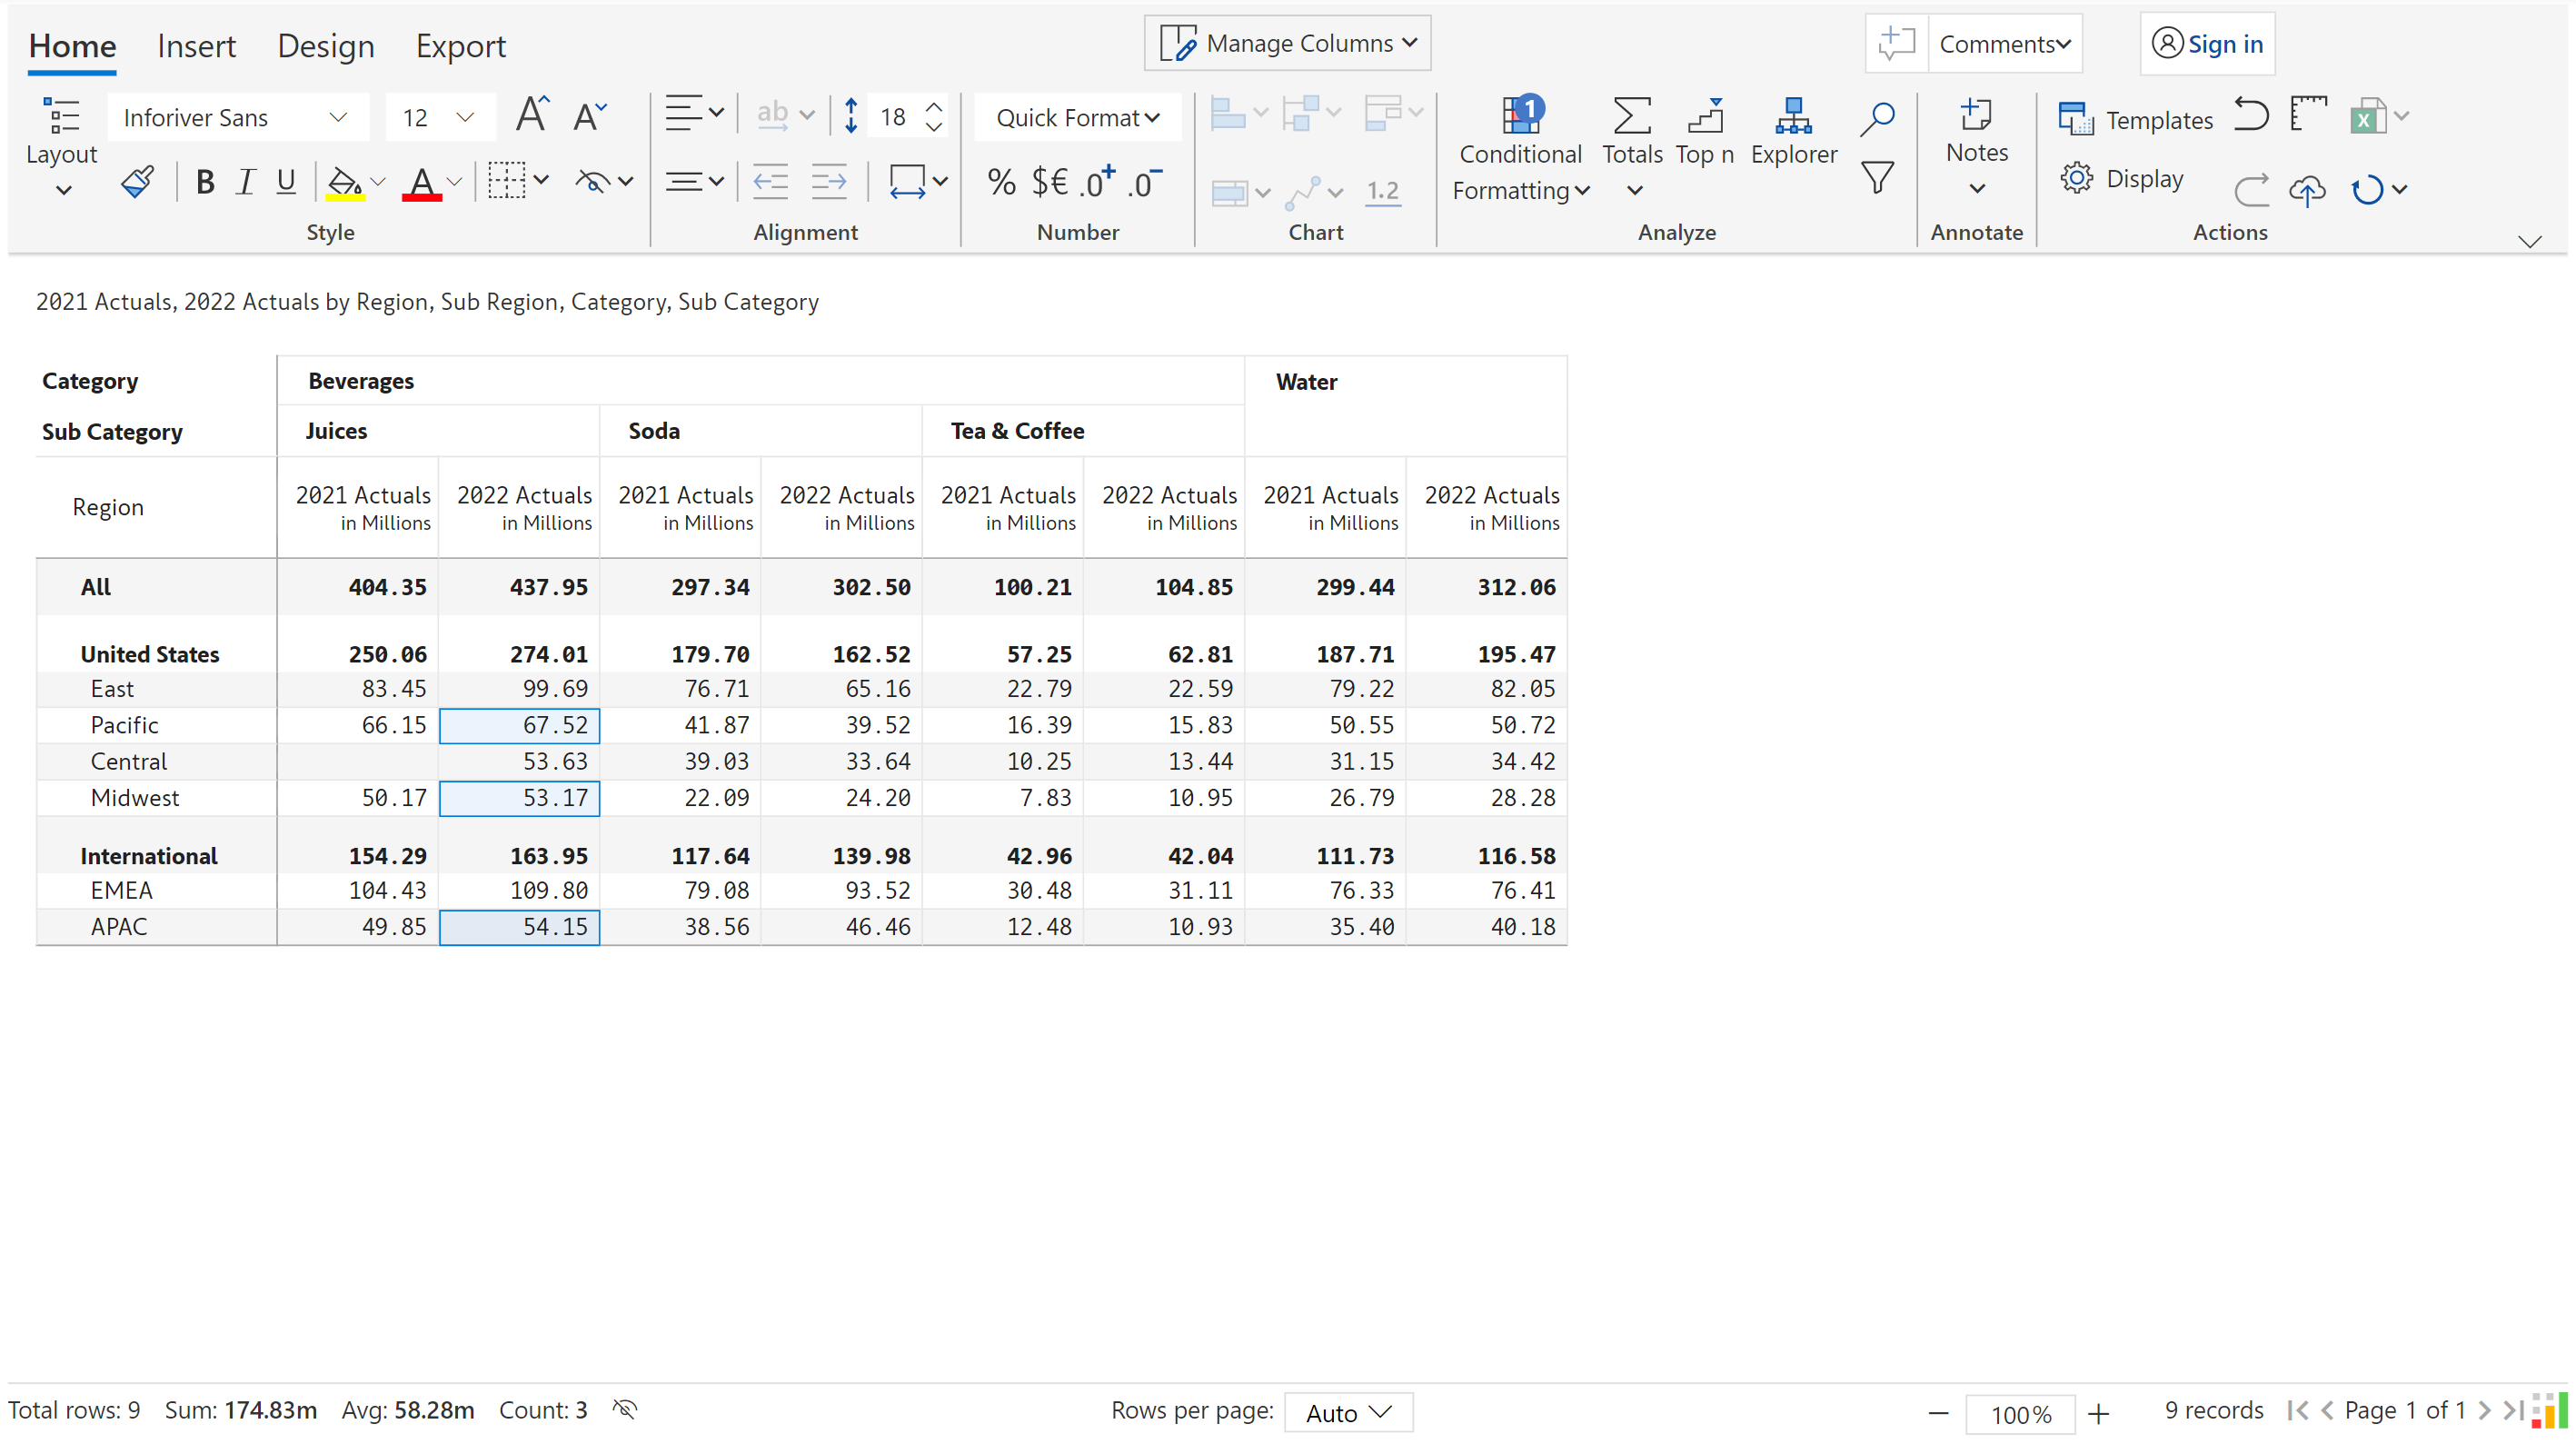 Home Insert Design Export Manage Columns Comments Sign in
Inforiver Sans 12 A A ab 18 Quick Format 1
Layout Conditional Totals Top n Explorer Notes Templates
B I U A % $€ .0+ .0- 1.2 Formatting Display
Style Alignment Number Chart Analyze Annotate Actions
2021 Actuals, 2022 Actuals by Region, Sub Region, Category, Sub Category
Category Beverages Water
Sub Category Juices Soda Tea & Coffee
Region 2021 Actuals 2022 Actuals 2021 Actuals 2022 Actuals 2021 Actuals 2022 Actuals 2021 Actuals 2022 Actuals
in Millions in Millions in Millions in Millions in Millions in Millions in Millions in Millions
All 404.35 437.95 297.34 302.50 100.21 104.85 299.44 312.06
United States 250.06 274.01 179.70 162.52 57.25 62.81 187.71 195.47
East 83.45 99.69 76.71 65.16 22.79 22.59 79.22 82.05
Pacific 66.15 67.52 41.87 39.52 16.39 15.83 50.55 50.72
Central 53.63 39.03 33.64 10.25 13.44 31.15 34.42
Midwest 50.17 53.17 22.09 24.20 7.83 10.95 26.79 28.28
International 154.29 163.95 117.64 139.98 42.96 42.04 111.73 116.58
EMEA 104.43 109.80 79.08 93.52 30.48 31.11 76.33 76.41
APAC 49.85 54.15 38.56 46.46 12.48 10.93 35.40 40.18
Total rows: 9 Sum: 174.83m Avg: 58.28m Count: 3 Rows per page: Auto 100% 9 records Page 1 of 1